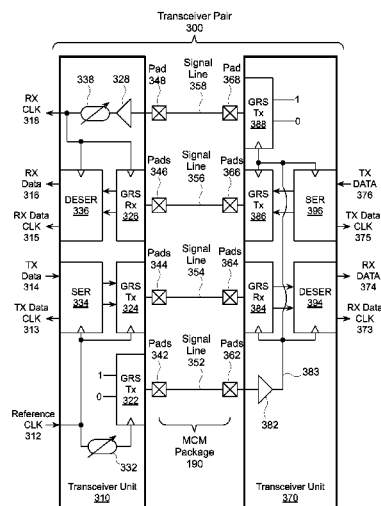 Transceiver Pair
300
338
328
Pad
348
Signal
Line
358
Pad
368
RX
CLK
318
GRS
Tx
388
1
0
RX
Data
316
RX Data
CLK
315
DESER
336
GRS
Rx
326
Pads
346
Signal
Line
356
Pads
366
GRS
Tx
386
SER
396
TX
DATA
376
TX Data
CLK
375
TX
Data
314
TX Data
CLK
313
SER
334
GRS
Tx
324
Pads
344
Signal
Line
354
Pads
364
GRS
Rx
384
DESER
394
RX
DATA
374
RX Data
CLK
373
1
0
GRS
Tx
322
Pads
342
Signal
Line
352
Pads
362
383
382
Reference
CLK
312
332
MCM
Package
190
Transceiver Unit
310
Transceiver Unit
370